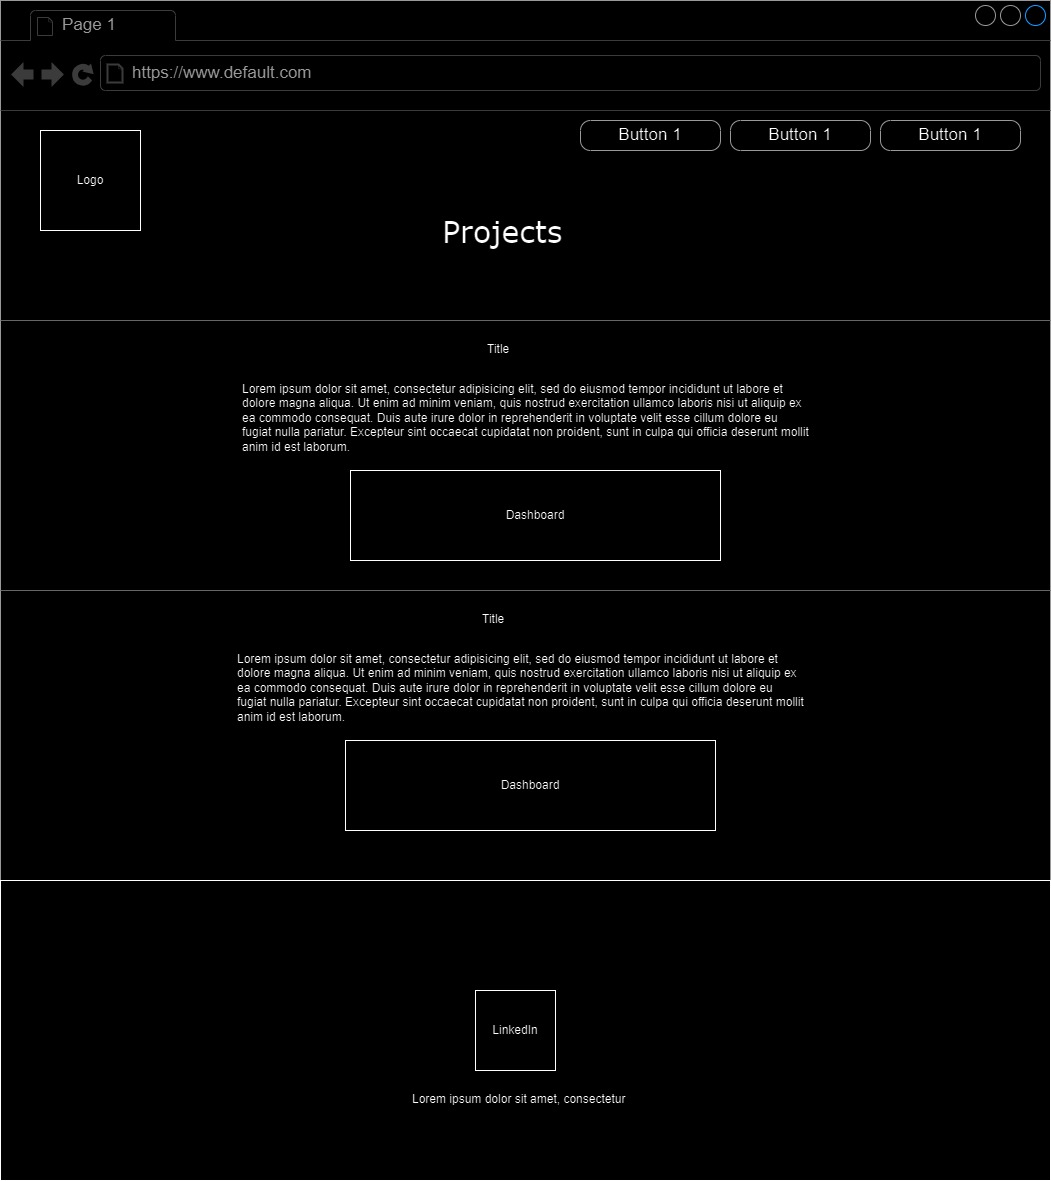 Page 1
https://www.default.com
Button 1
Button 1
Button 1
Logo
Projects
Title
Lorem ipsum dolor sit amet, consectetur adipisicing elit, sed do eiusmod tempor incididunt ut labore et
dolore magna aliqua. Ut enim ad minim veniam, quis nostrud exercitation ullamco laboris nisi ut aliquip ex
ea commodo consequat. Duis aute irure dolor in reprehenderit in voluptate velit esse cillum dolore eu
fugiat nulla pariatur. Excepteur sint occaecat cupidatat non proident, sunt in culpa qui officia deserunt mollit
anim id est laborum.
Dashboard
Title
Lorem ipsum dolor sit amet, consectetur adipisicing elit, sed do eiusmod tempor incididunt ut labore et
dolore magna aliqua. Ut enim ad minim veniam, quis nostrud exercitation ullamco laboris nisi ut aliquip ex
ea commodo consequat. Duis aute irure dolor in reprehenderit in voluptate velit esse cillum dolore eu
fugiat nulla pariatur. Excepteur sint occaecat cupidatat non proident, sunt in culpa qui officia deserunt mollit
anim id est laborum.
Dashboard
LinkedIn
Lorem ipsum dolor sit amet, consectetur